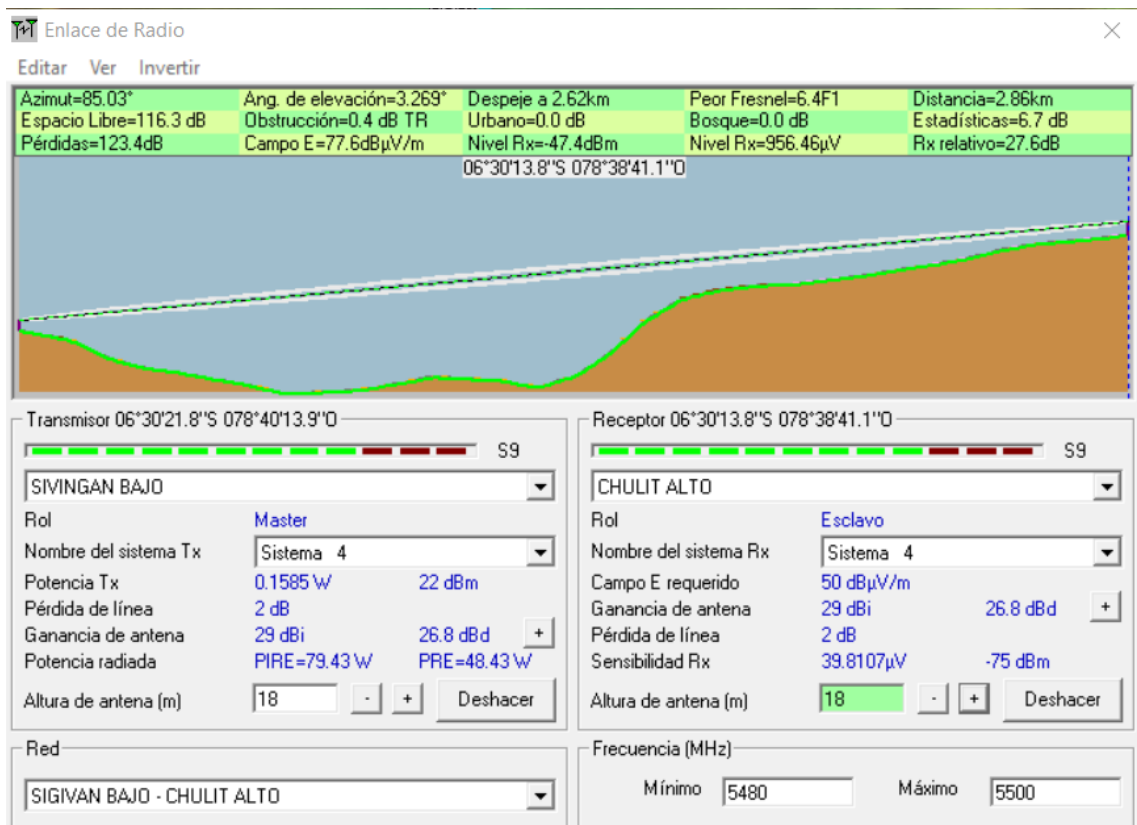 Enlace de Radio
Editar Ver Invertir
Azimut=85.03° Ang. de elevación=3.269° Despeje a 2.62km Peor Fresnel=6.4F1 Distancia=2.86km
Espacio Libre=116.3 dB Obstrucción=0.4 dB TR Urbano=0.0 dB Bosque=0.0 dB Estadísticas=6.7 dB
Pérdidas=123.4dB Campo E=77.6dBµV/m Nivel Rx=-47.4dBm Nivel Rx=956.46µV Rx relativo=27.6dB
06°30'13.8"S 078°38'41.1"O
Transmisor 06°30'21.8"S 078°40'13.9"O
S9
SIVINGAN BAJO
Rol Master
Nombre del sistema Tx Sistema 4
Potencia Tx 0.1585 W 22 dBm
Pérdida de línea 2 dB
Ganancia de antena 29 dBi 26.8 dBd +
Potencia radiada PIRE=79.43 W PRE=48.43 W
Altura de antena (m) 18 - + Deshacer
Red
SIGIVAN BAJO - CHULIT ALTO
Receptor 06°30'13.8"S 078°38'41.1"O
S9
CHULIT ALTO
Rol Esclavo
Nombre del sistema Rx Sistema 4
Campo E requerido 50 dBµV/m
Ganancia de antena 29 dBi 26.8 dBd +
Pérdida de línea 2 dB
Sensibilidad Rx 39.8107µV -75 dBm
Altura de antena (m) 18 - + Deshacer
Frecuencia (MHz)
Mínimo 5480 Máximo 5500